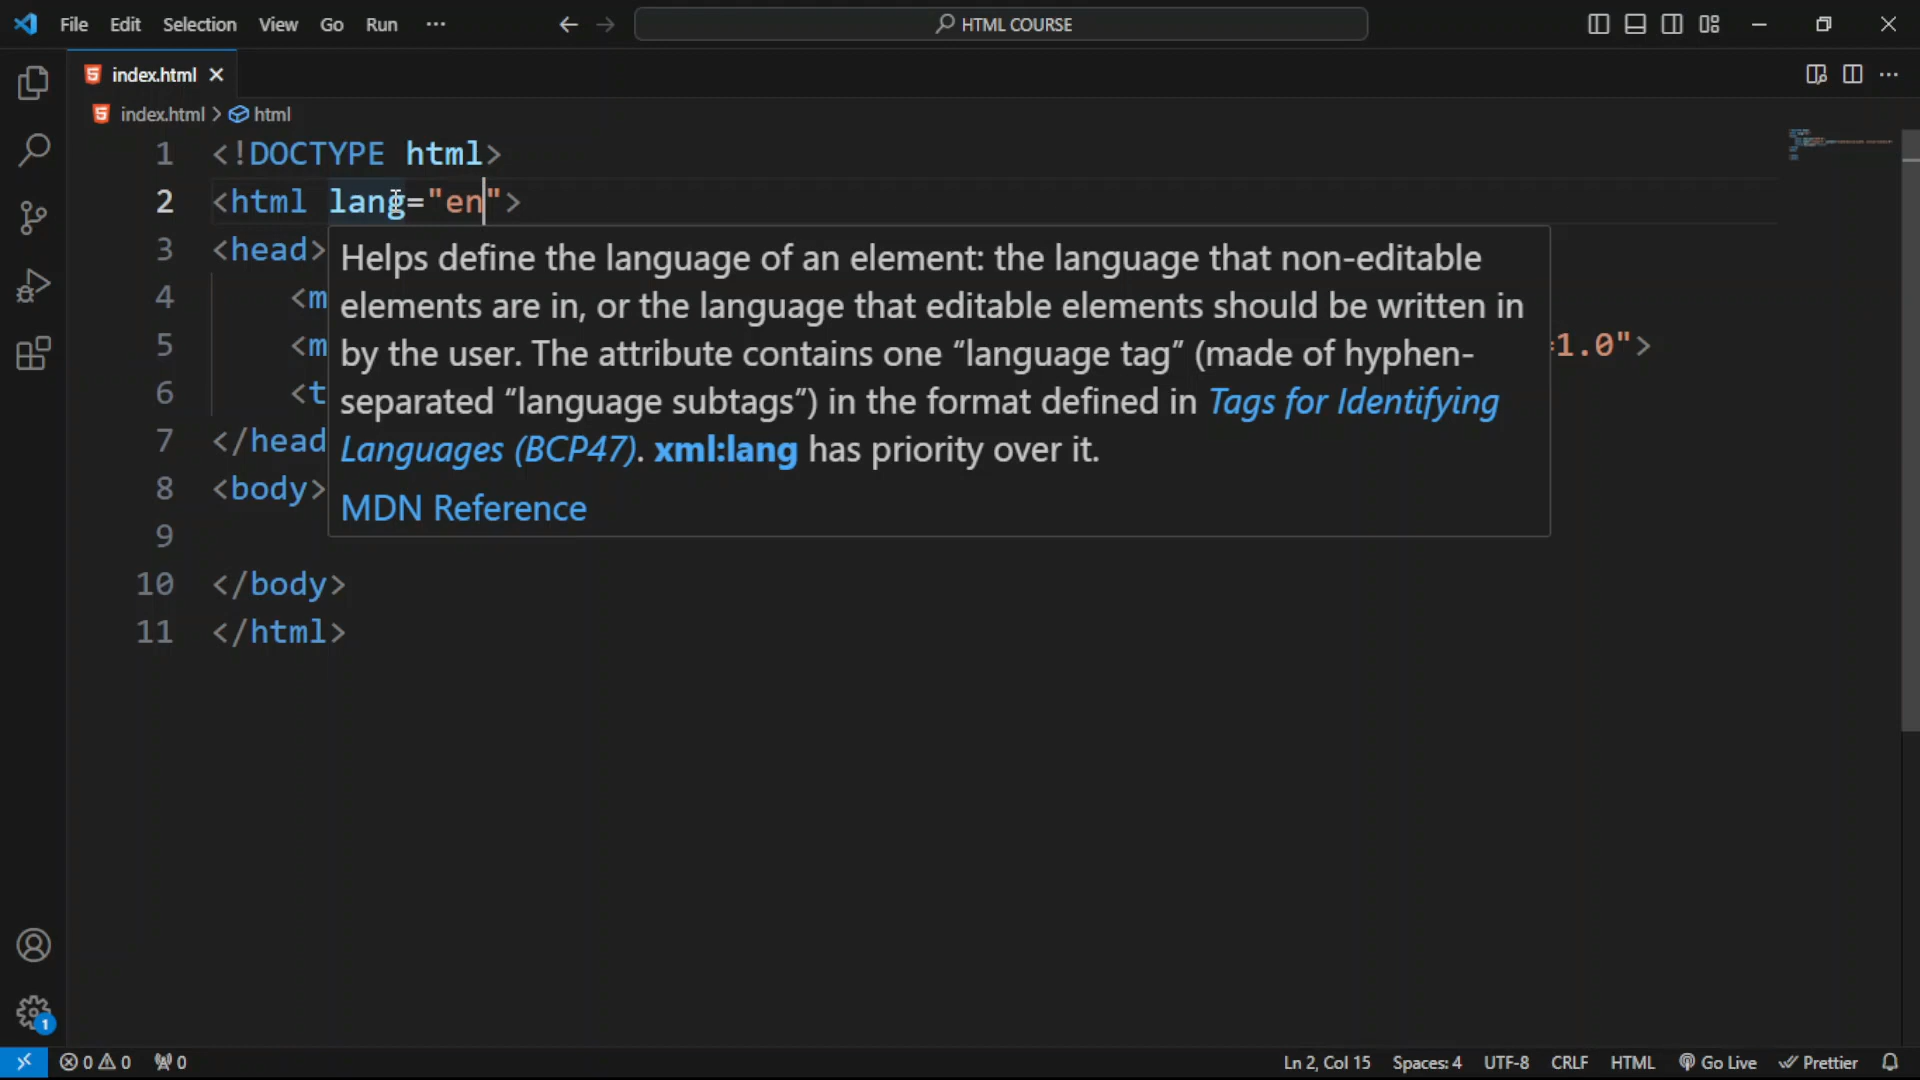 File Edit Selection View Go Run ··· HTML COURSE
index.html
index.html > html
1 <!DOCTYPE html>
2 <html lang="en">
3 <head>
4 <m
5 <m =1.0">
6 <t
7 </head
8 <body>
9
10 </body>
11 </html>
Helps define the language of an element: the language that non-editable
elements are in, or the language that editable elements should be written in
by the user. The attribute contains one “language tag” (made of hyphen-
separated “language subtags”) in the format defined in Tags for Identifying
Languages (BCP47). xml:lang has priority over it.
MDN Reference
1
0 0 0 Ln 2, Col 15 Spaces: 4 UTF-8 CRLF HTML Go Live Prettier